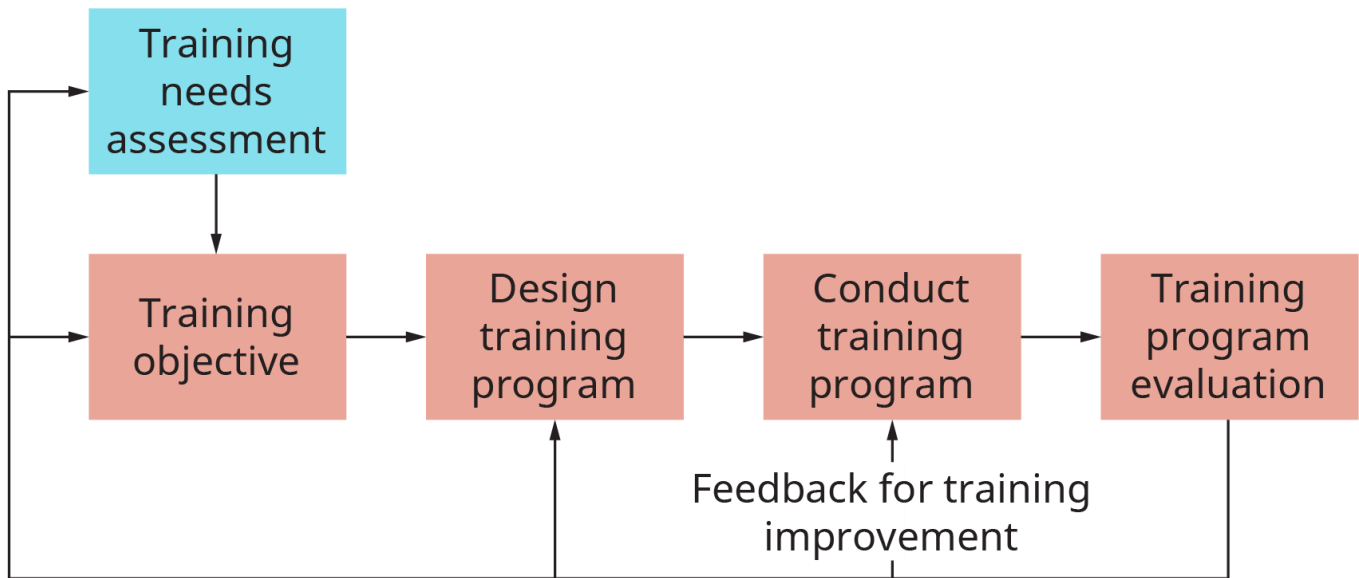 Training
needs
assessment
Training
objective
Design
training
program
Conduct
training
program
Training
program
evaluation
Feedback for training
improvement